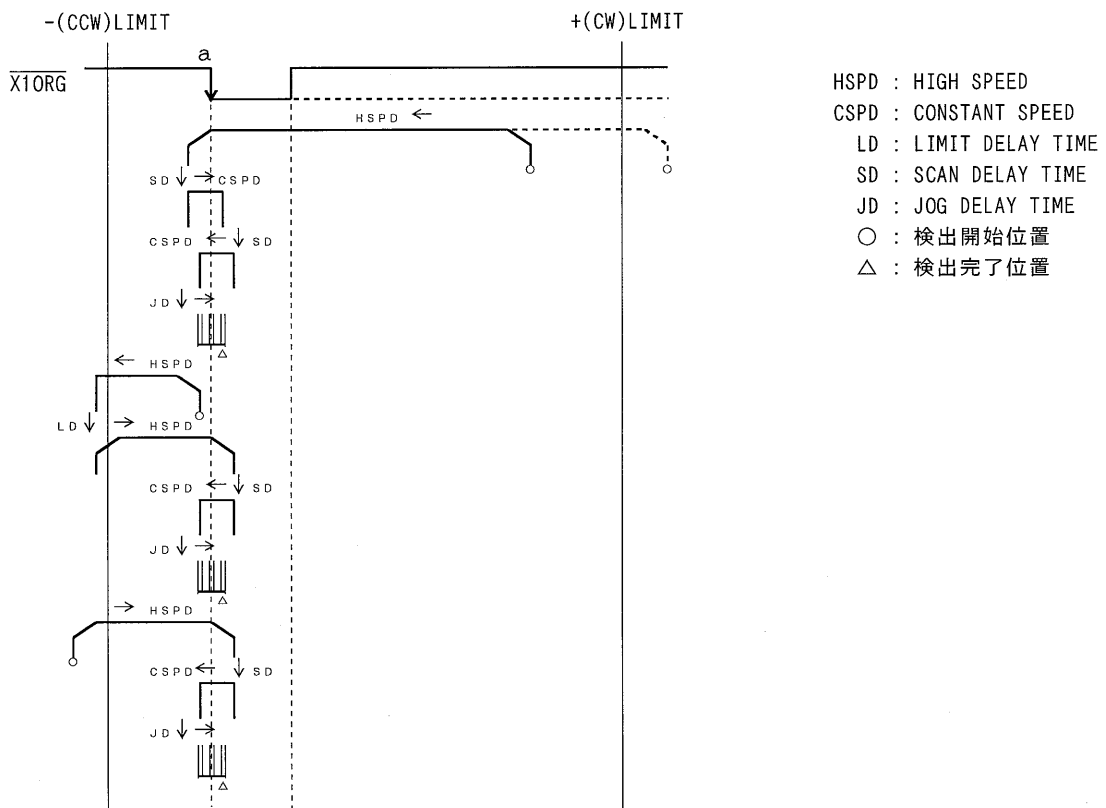 -(CCW)LIMIT
+(CW)LIMIT
a
X1ORG
HSPD
SD CSPD
CSPD SD
JD
HSPD
LD HSPD
CSPD SD
JD
HSPD
CSPD SD
JD
HSPD : HIGH SPEED
CSPD : CONSTANT SPEED
LD : LIMIT DELAY TIME
SD : SCAN DELAY TIME
JD : JOG DELAY TIME
○ : 検出開始位置
△ : 検出完了位置